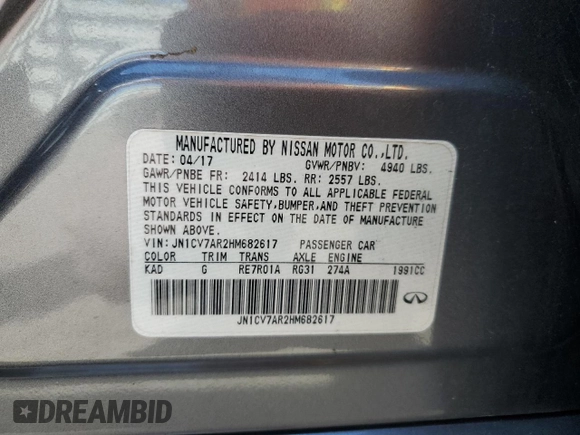 MANUFACTURED BY NISSAN MOTOR CO.,LTD.
DATE: 04/17 GVWR/PNBV: 4940 LBS.
GAWR/PNBE FR: 2414 LBS. RR: 2557 LBS.
THIS VEHICLE CONFORMS TO ALL APPLICABLE FEDERAL
MOTOR VEHICLE SAFETY,BUMPER,AND THEFT PREVENTION
STANDARDS IN EFFECT ON THE DATE OF MANUFACTURE
SHOWN ABOVE.
VIN: JN1CV7AR2HM682617 PASSENGER CAR
COLOR TRIM TRANS AXLE ENGINE
KAD G RE7R01A RG31 274A 1991CC
JN1CV7AR2HM682617
DREAMBID